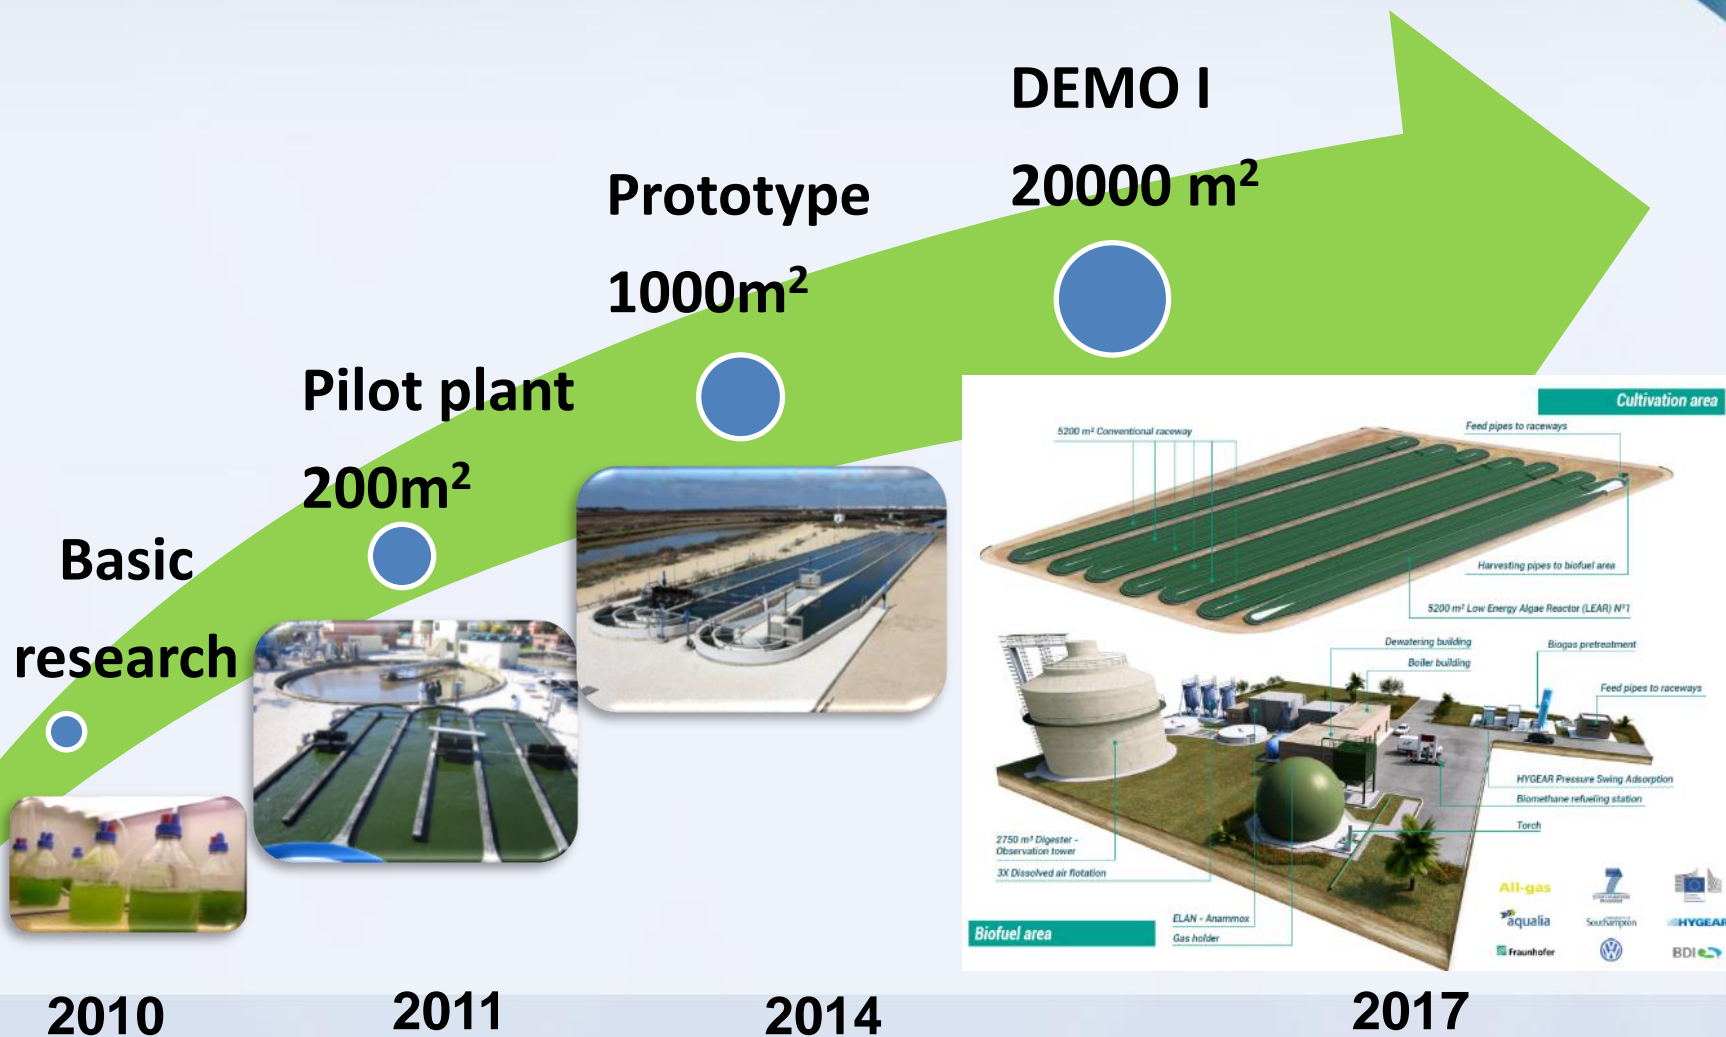 DEMO I
20000 m²
Prototype
1000m²
Pilot plant
200m²
Basic
research
Cultivation area
5200 m² Conventional raceway
Feed pipes to raceways
Harvesting pipes to biofuel area
5200 m² Low Energy Algae Reactor (LEAR) Nº1
Dewatering building
Biogas pretreatment
Boiler building
Feed pipes to raceways
HYGEAR Pressure Swing Adsorption
Biomethane refueling station
Torch
2750 m³ Digester -
Observation tower
3X Dissolved air flotation
ELAN - Anammox
Gas holder
Biofuel area
All-gas
aqualia
Southampton
HYGEAR
Fraunhofer
BDI
2010
2011
2014
2017